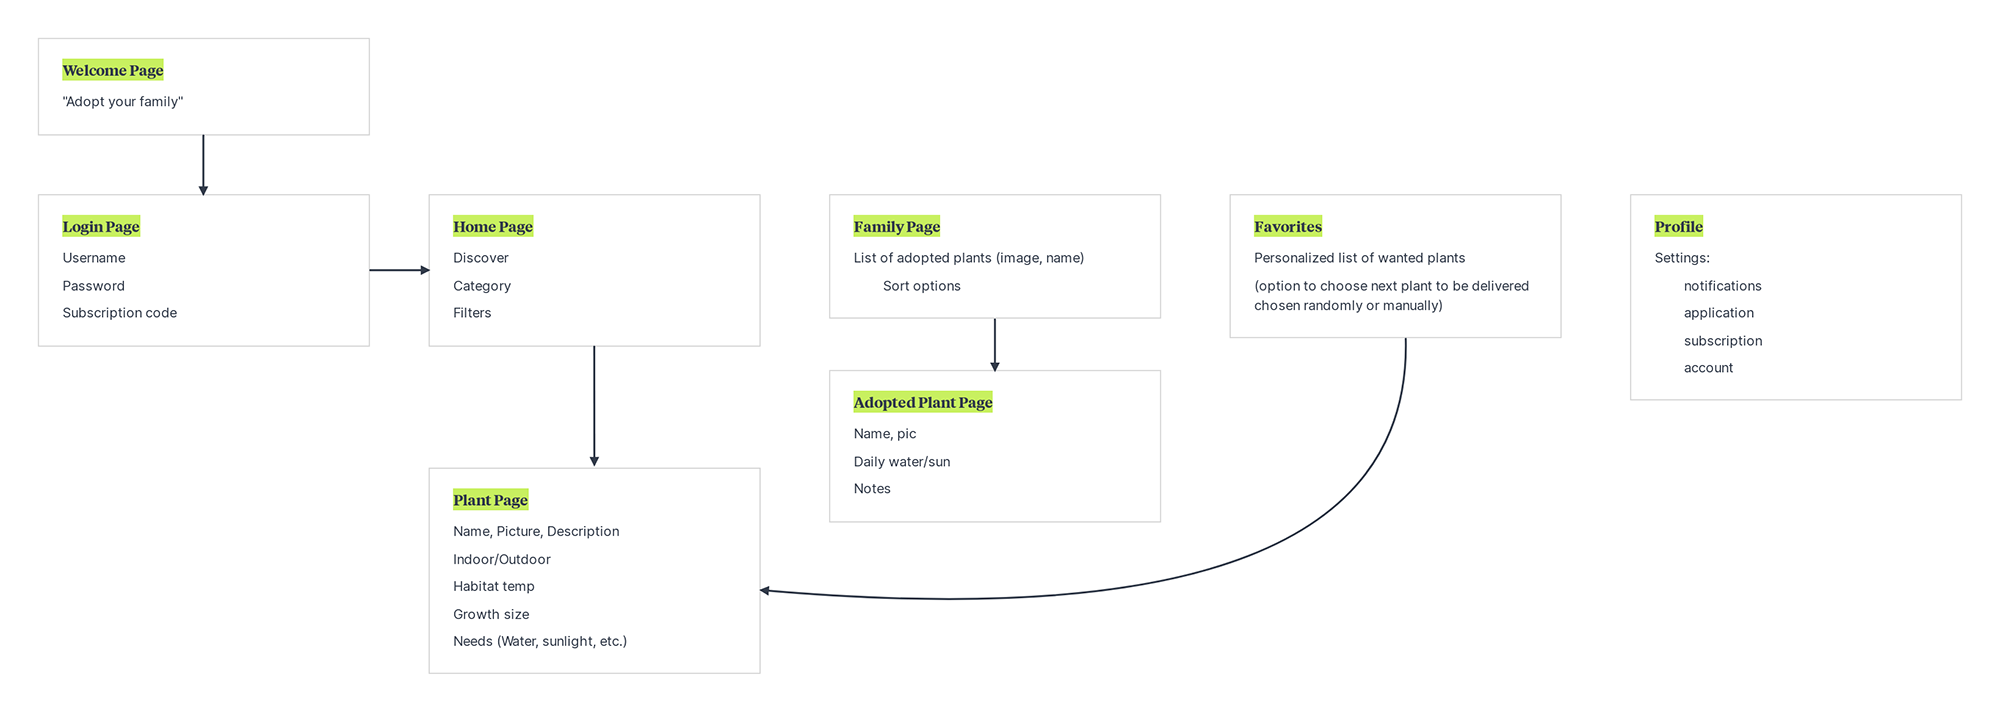 Welcome Page
"Adopt your family"
Login Page
Username
Password
Subscription code
Home Page
Discover
Category
Filters
Plant Page
Name, Picture, Description
Indoor/Outdoor
Habitat temp
Growth size
Needs (Water, sunlight, etc.)
Family Page
List of adopted plants (image, name)
Sort options
Adopted Plant Page
Name, pic
Daily water/sun
Notes
Favorites
Personalized list of wanted plants
(option to choose next plant to be delivered
chosen randomly or manually)
Profile
Settings:
notifications
application
subscription
account